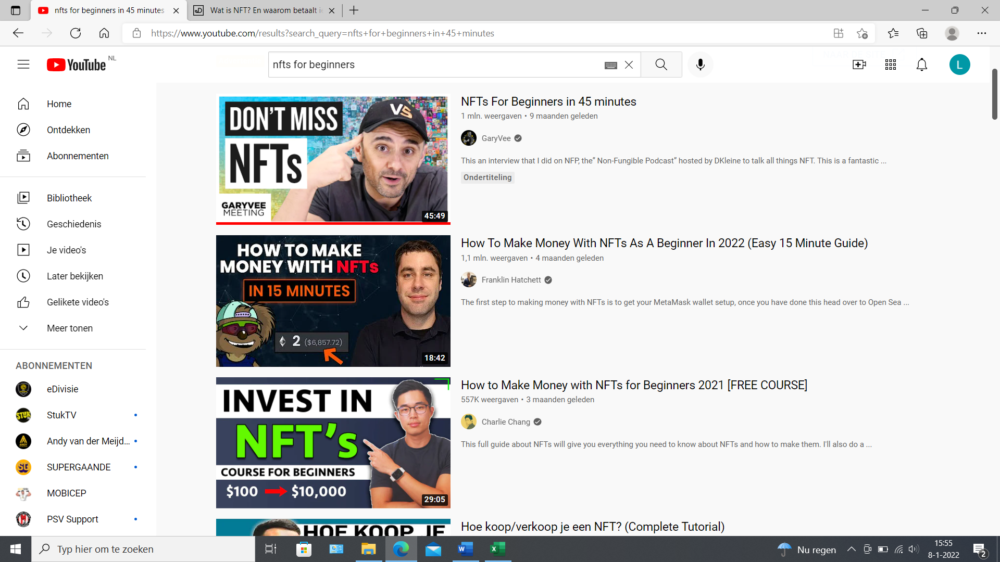 nfts for beginners in 45 minutes
Wat is NFT? En waarom betaalt i
https://www.youtube.com/results?search_query=nfts+for+beginners+in+45+minutes
YouTube NL
nfts for beginners
L
Home
Ontdekken
Abonnementen
Bibliotheek
Geschiedenis
Je video's
Later bekijken
Gelikete video's
Meer tonen
ABONNEMENTEN
eDivisie
StukTV
Andy van der Meijd...
SUPERGAANDE
MOBICEP
PSV Support
DON'T MISS
NFTs
VS
GARYVEE
MEETING
45:49
NFTs For Beginners in 45 minutes
1 mln. weergaven • 9 maanden geleden
GaryVee
This an interview that I did on NFP, the” Non-Fungible Podcast” hosted by DKleine to talk all things NFT. This is a fantastic ...
Ondertiteling
HOW TO MAKE
MONEY WITH NFTs
IN 15 MINUTES
2 ($6,857.72)
18:42
How To Make Money With NFTs As A Beginner In 2022 (Easy 15 Minute Guide)
1,1 mln. weergaven • 4 maanden geleden
Franklin Hatchett
The first step to making money with NFTs is to get your MetaMask wallet setup, once you have done this head over to Open Sea ...
INVEST IN
NFT's
COURSE FOR BEGINNERS
$100 $10,000
29:05
How to Make Money with NFTs for Beginners 2021 [FREE COURSE]
557K weergaven • 3 maanden geleden
Charlie Chang
This full guide about NFTs will give you everything you need to know about NFTs and how to make them. I'll also do a ...
HOE KOOP JE
Hoe koop/verkoop je een NFT? (Complete Tutorial)
Typ hier om te zoeken
Nu regen
15:55
8-1-2022
2